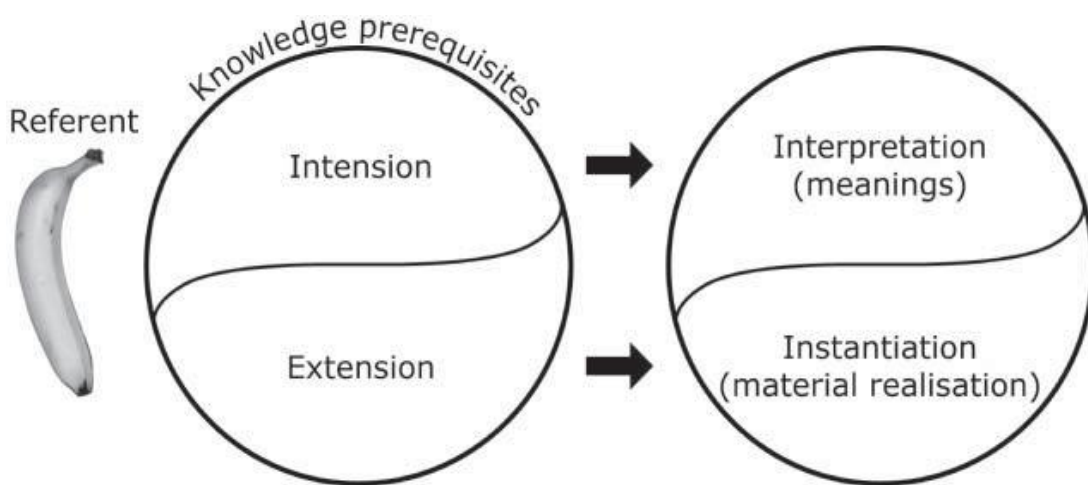 Knowledge prerequisites
Referent
Intension
Extension
Interpretation
(meanings)
Instantiation
(material realisation)